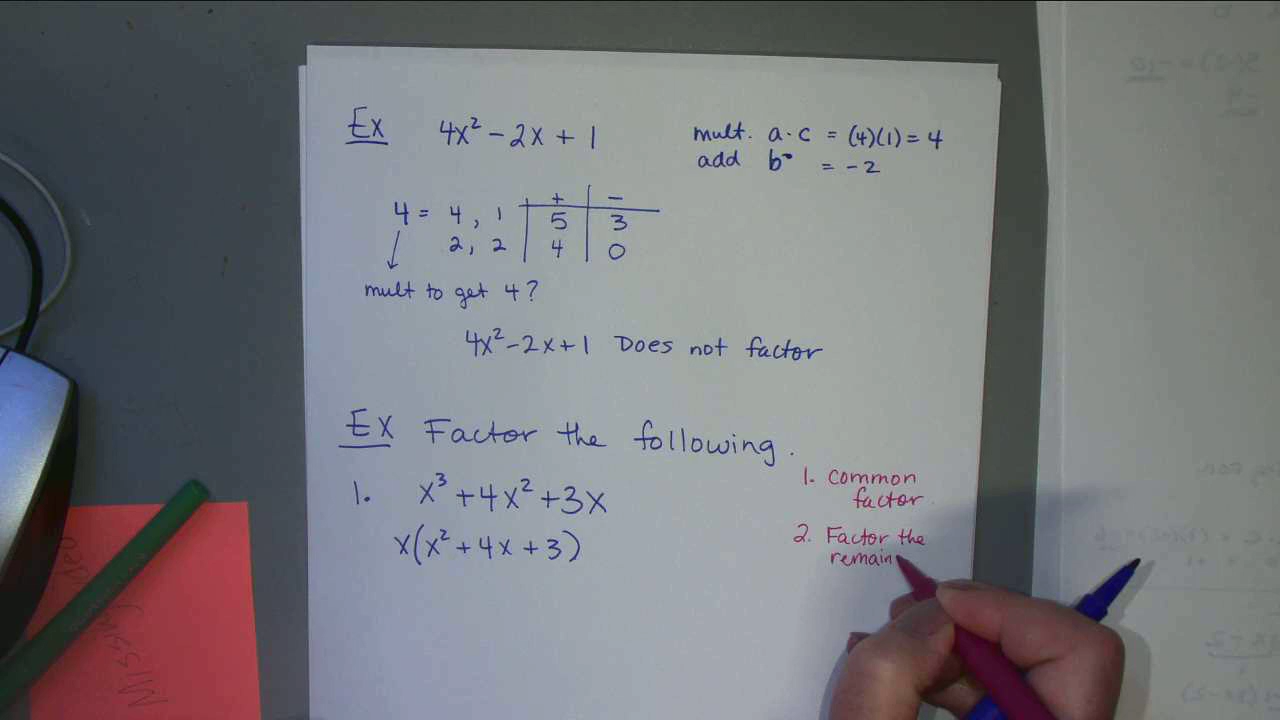 Ex 4x² - 2x + 1
mult. a·c = (4)(1) = 4
add b = -2
+ -
4 = 4, 1 5 3
2, 2 4 0
mult to get 4?
4x² - 2x + 1 Does not factor
Ex Factor the following.
1. x³ + 4x² + 3x
x(x² + 4x + 3)
1. Common
factor.
2. Factor the
remain
Missi